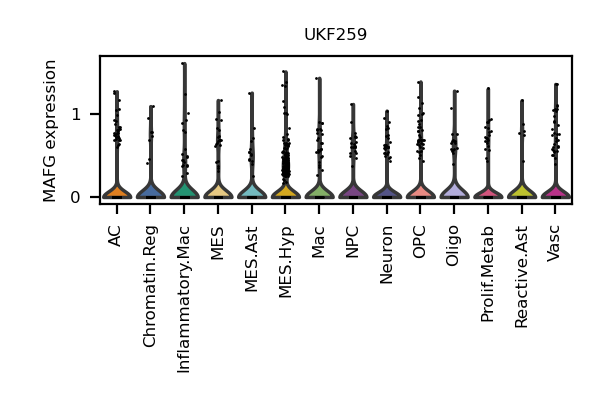 UKF259
MAFG expression
1
0
AC
Chromatin.Reg
Inflammatory.Mac
MES
MES.Ast
MES.Hyp
Mac
NPC
Neuron
OPC
Oligo
Prolif.Metab
Reactive.Ast
Vasc